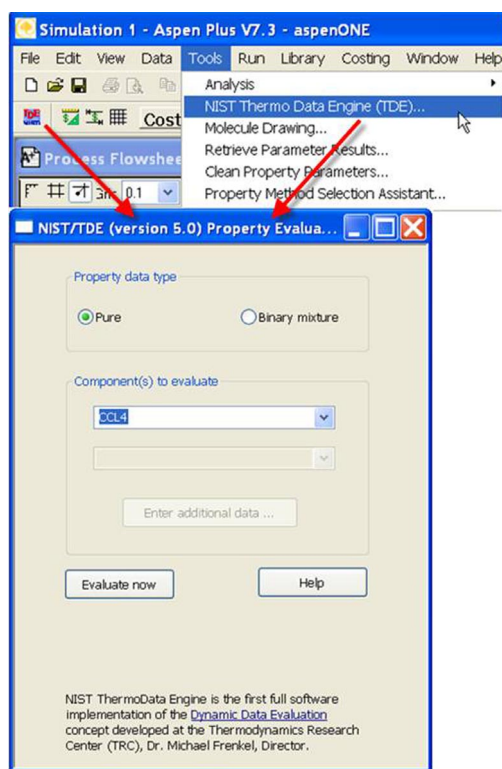 Simulation 1 - Aspen Plus V7.3 - aspenONE
File Edit View Data Tools Run Library Costing Window Help
Analysis
NIST Thermo Data Engine (TDE)...
Cost
Molecule Drawing...
Process Flowshee
Retrieve Parameter Results...
Clean Property Parameters...
0.1
Property Method Selection Assistant...
NIST/TDE (version 5.0) Property Evalua...
Property data type
Pure Binary mixture
Component(s) to evaluate
CCL4
Enter additional data ...
Evaluate now Help
NIST ThermoData Engine is the first full software
implementation of the Dynamic Data Evaluation
concept developed at the Thermodynamics Research
Center (TRC), Dr. Michael Frenkel, Director.